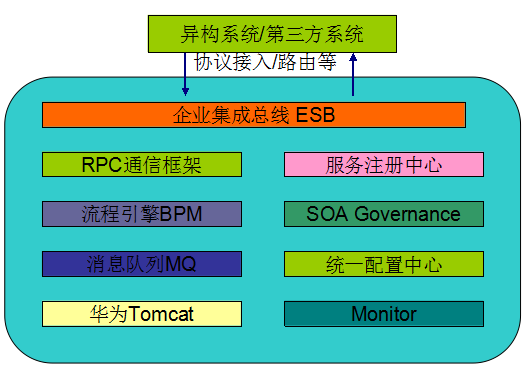 异构系统/第三方系统
协议接入/路由等
企业集成总线 ESB
RPC通信框架
服务注册中心
流程引擎BPM
SOA Governance
消息队列MQ
统一配置中心
华为Tomcat
Monitor